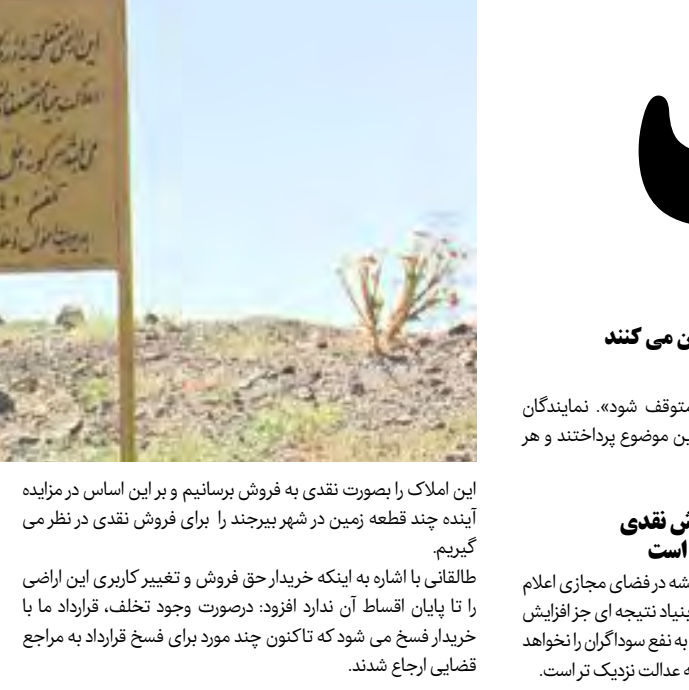 ن می کنند
متوقف شود». نمایندگان
ین موضوع پرداختند و هر
ش نقدی
است
شه در فضای مجازی اعلام
بنیاد نتیجه ای جز افزایش
به نفع سوداگران را نخواهد
ه عدالت نزدیک تر است.
این املاک را بصورت نقدی به فروش برسانیم و بر این اساس در مزایده
آینده چند قطعه زمین در شهر بیرجند را برای فروش نقدی در نظر می
گیریم.
طالقانی با اشاره به اینکه خریدار حق فروش و تغییر کاربری این اراضی
را تا پایان اقساط آن ندارد افزود: درصورت وجود تخلف، قرارداد ما با
خریدار فسخ می شود که تاکنون چند مورد برای فسخ قرارداد به مراجع
قضایی ارجاع شدند.